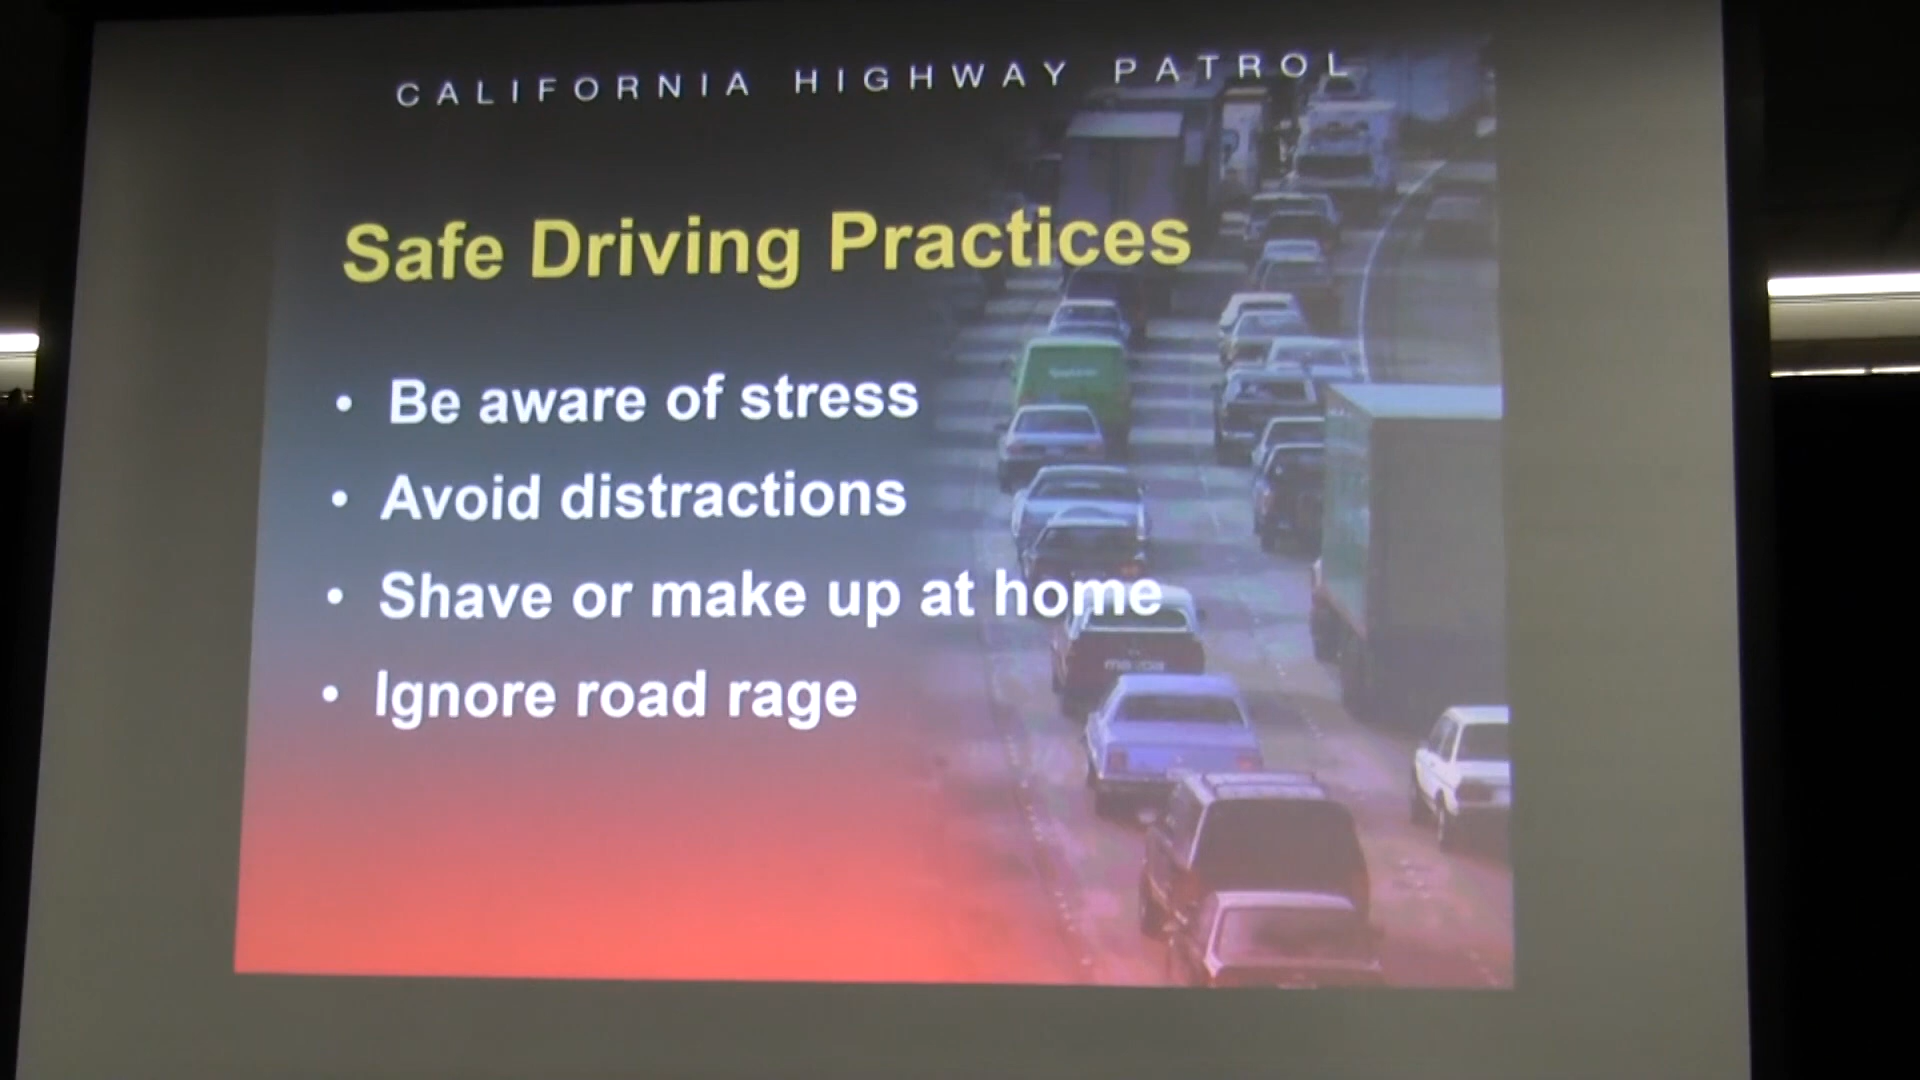 CALIFORNIA HIGHWAY PATROL
Safe Driving Practices
• Be aware of stress
• Avoid distractions
• Shave or make up at home
• Ignore road rage
mazda